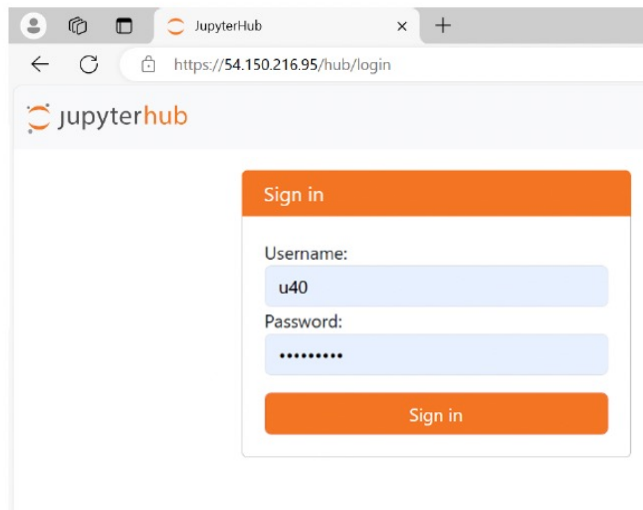 JupyterHub
https://54.150.216.95/hub/login
jupyterhub
Sign in
Username:
u40
Password:
•••••••••
Sign in